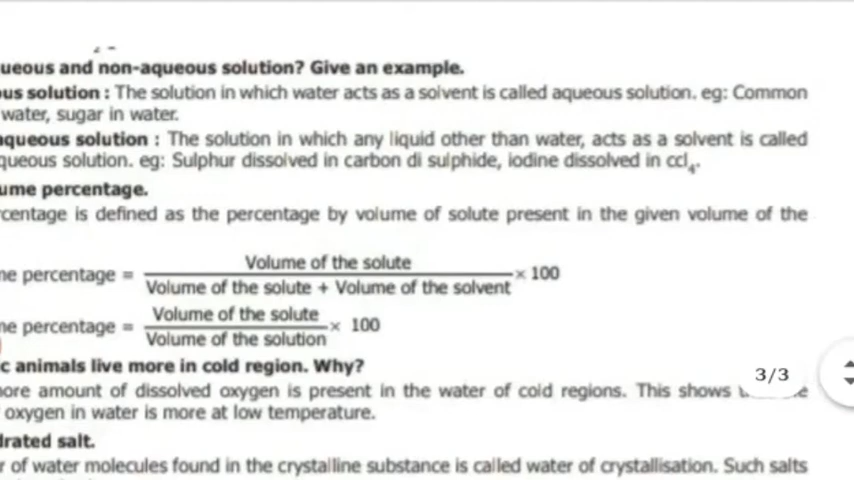 ueous and non-aqueous solution? Give an example.
ous solution : The solution in which water acts as a solvent is called aqueous solution. eg: Common
water, sugar in water.
aqueous solution : The solution in which any liquid other than water, acts as a solvent is called
queous solution. eg: Sulphur dissolved in carbon di sulphide, iodine dissolved in ccl₄.
ume percentage.
rcentage is defined as the percentage by volume of solute present in the given volume of the
me percentage = Volume of the solute / Volume of the solute + Volume of the solvent × 100
me percentage = Volume of the solute / Volume of the solution × 100
c animals live more in cold region. Why?
ore amount of dissolved oxygen is present in the water of cold regions. This shows
3/3
oxygen in water is more at low temperature.
drated salt.
r of water molecules found in the crystalline substance is called water of crystallisation. Such salts